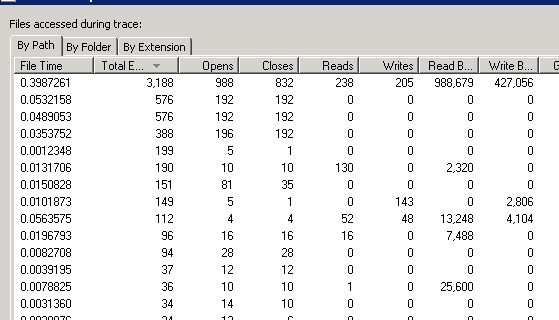 Files accessed during trace:
By Path By Folder By Extension
File Time Total E... Opens Closes Reads Writes Read B... Write B...
0.3987261 3,188 988 832 238 205 988,679 427,056
0.0532158 576 192 192 0 0 0 0
0.0489053 576 192 192 0 0 0 0
0.0353752 388 196 192 0 0 0 0
0.0012348 199 5 1 0 0 0 0
0.0131706 190 10 10 130 0 2,320 0
0.0150828 151 81 35 0 0 0 0
0.0101873 149 5 1 0 143 0 2,806
0.0563575 112 4 4 52 48 13,248 4,104
0.0196793 96 16 16 16 0 7,488 0
0.0082708 94 28 28 0 0 0 0
0.0039195 37 12 12 0 0 0 0
0.0078825 36 10 10 1 0 25,600 0
0.0031360 34 14 10 0 0 0 0